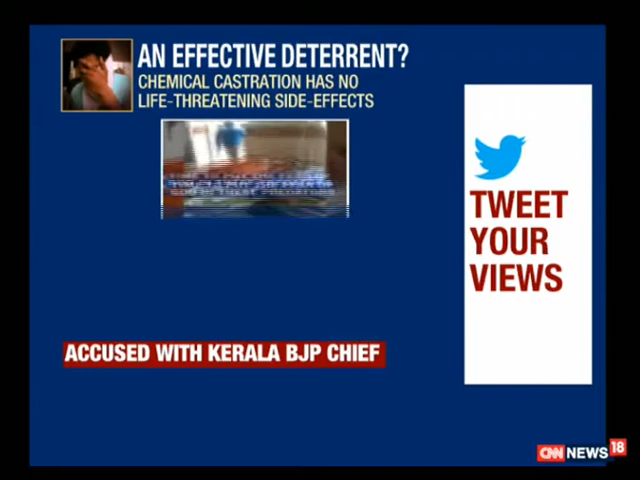 AN EFFECTIVE DETERRENT?
CHEMICAL CASTRATION HAS NO
LIFE-THREATENING SIDE-EFFECTS
TWEET
YOUR
VIEWS
ACCUSED WITH KERALA BJP CHIEF
CNN NEWS 18